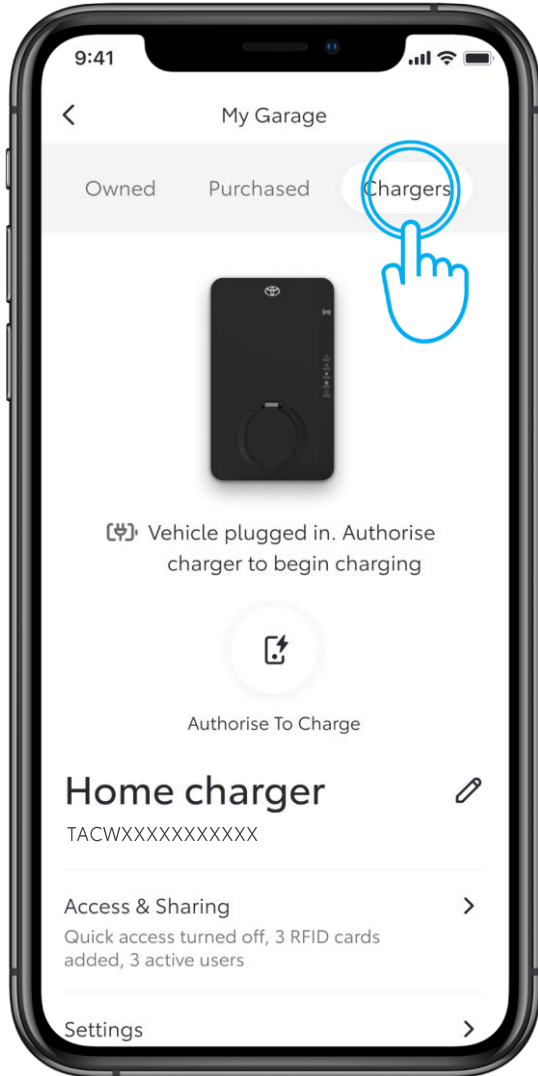 9:41
My Garage
Owned Purchased Chargers
Vehicle plugged in. Authorise
charger to begin charging
Authorise To Charge
Home charger
TACWXXXXXXXXXXX
Access & Sharing
Quick access turned off, 3 RFID cards
added, 3 active users
Settings